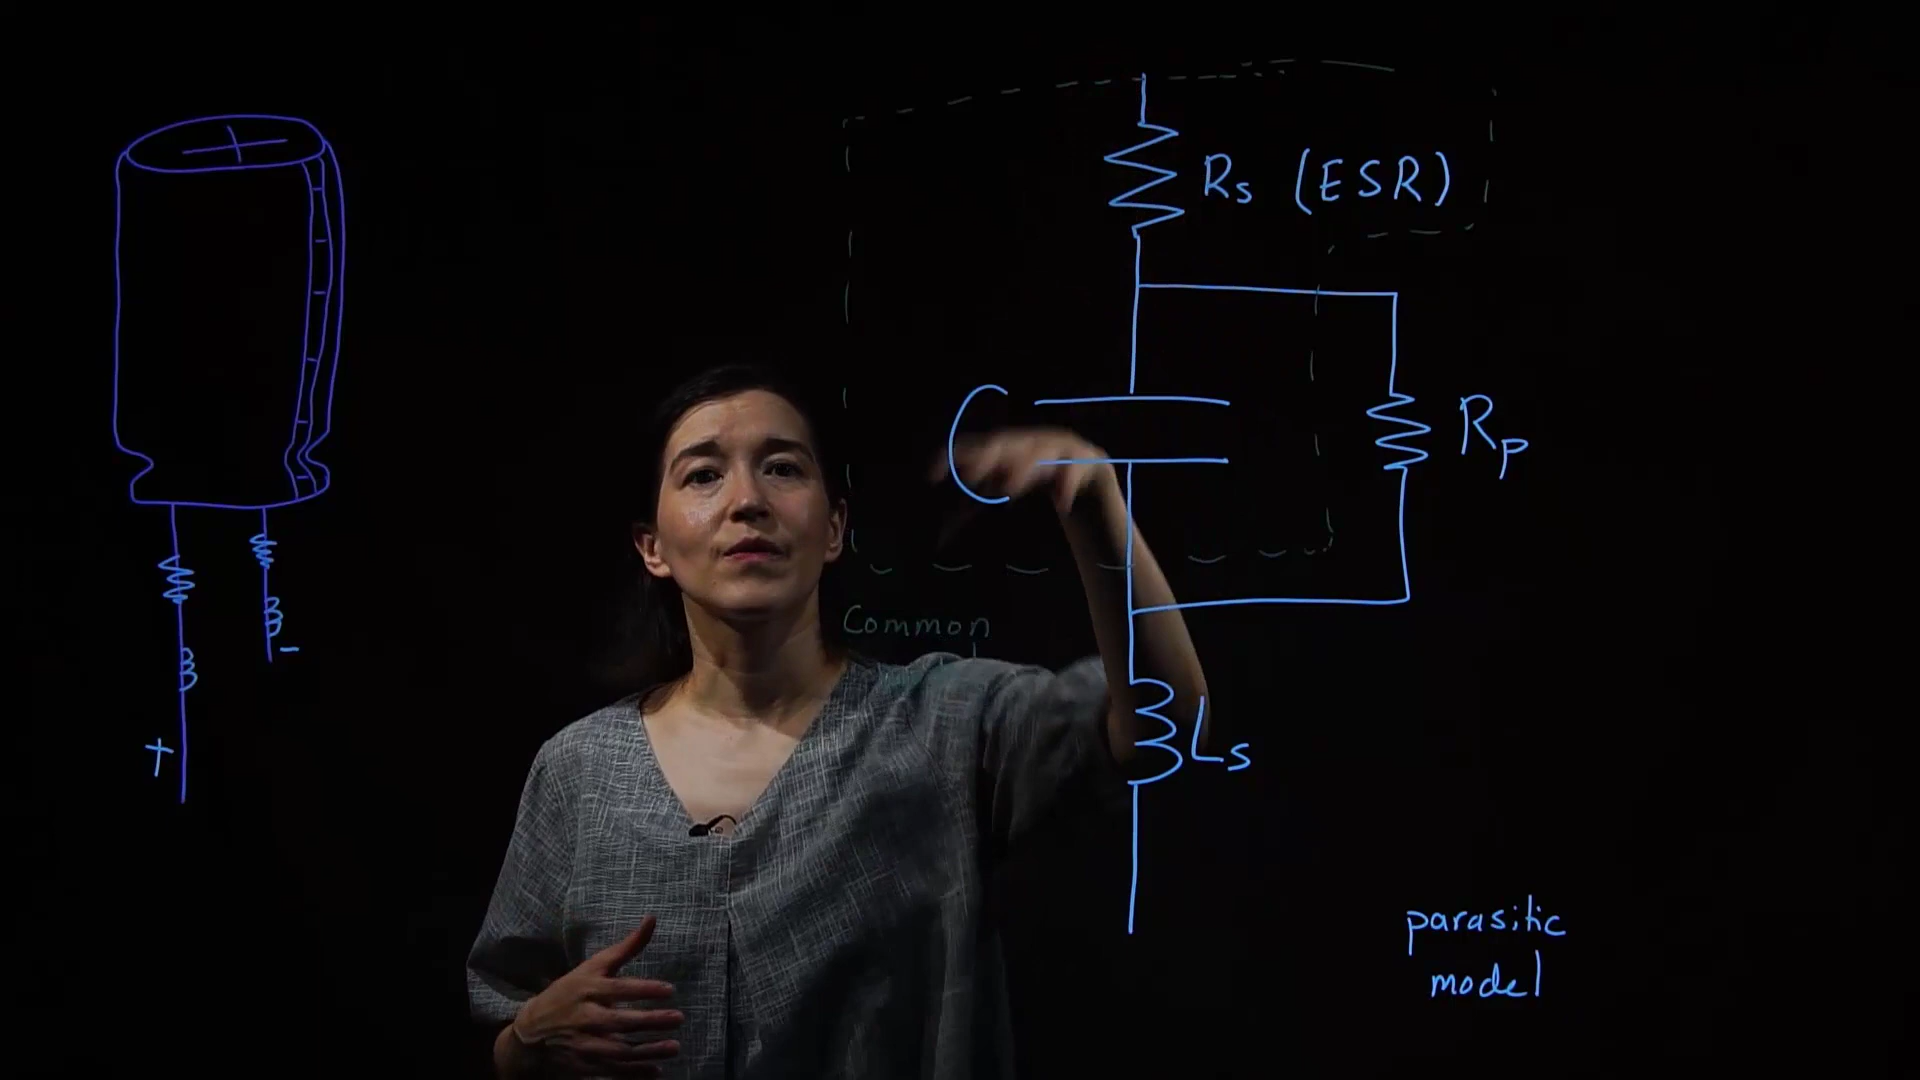 +
-
+
Rs (ESR)
C
Rp
Common
Ls
parasitic
model